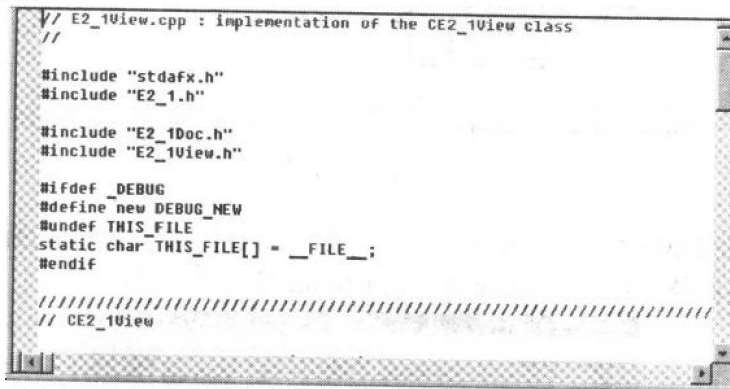 // E2_1View.cpp : implementation of the CE2_1View class
//
#include "stdafx.h"
#include "E2_1.h"
#include "E2_1Doc.h"
#include "E2_1View.h"
#ifdef _DEBUG
#define new DEBUG_NEW
#undef THIS_FILE
static char THIS_FILE[] = __FILE__;
#endif
/////////////////////////////////////////////////////////////////////////////
// CE2_1View